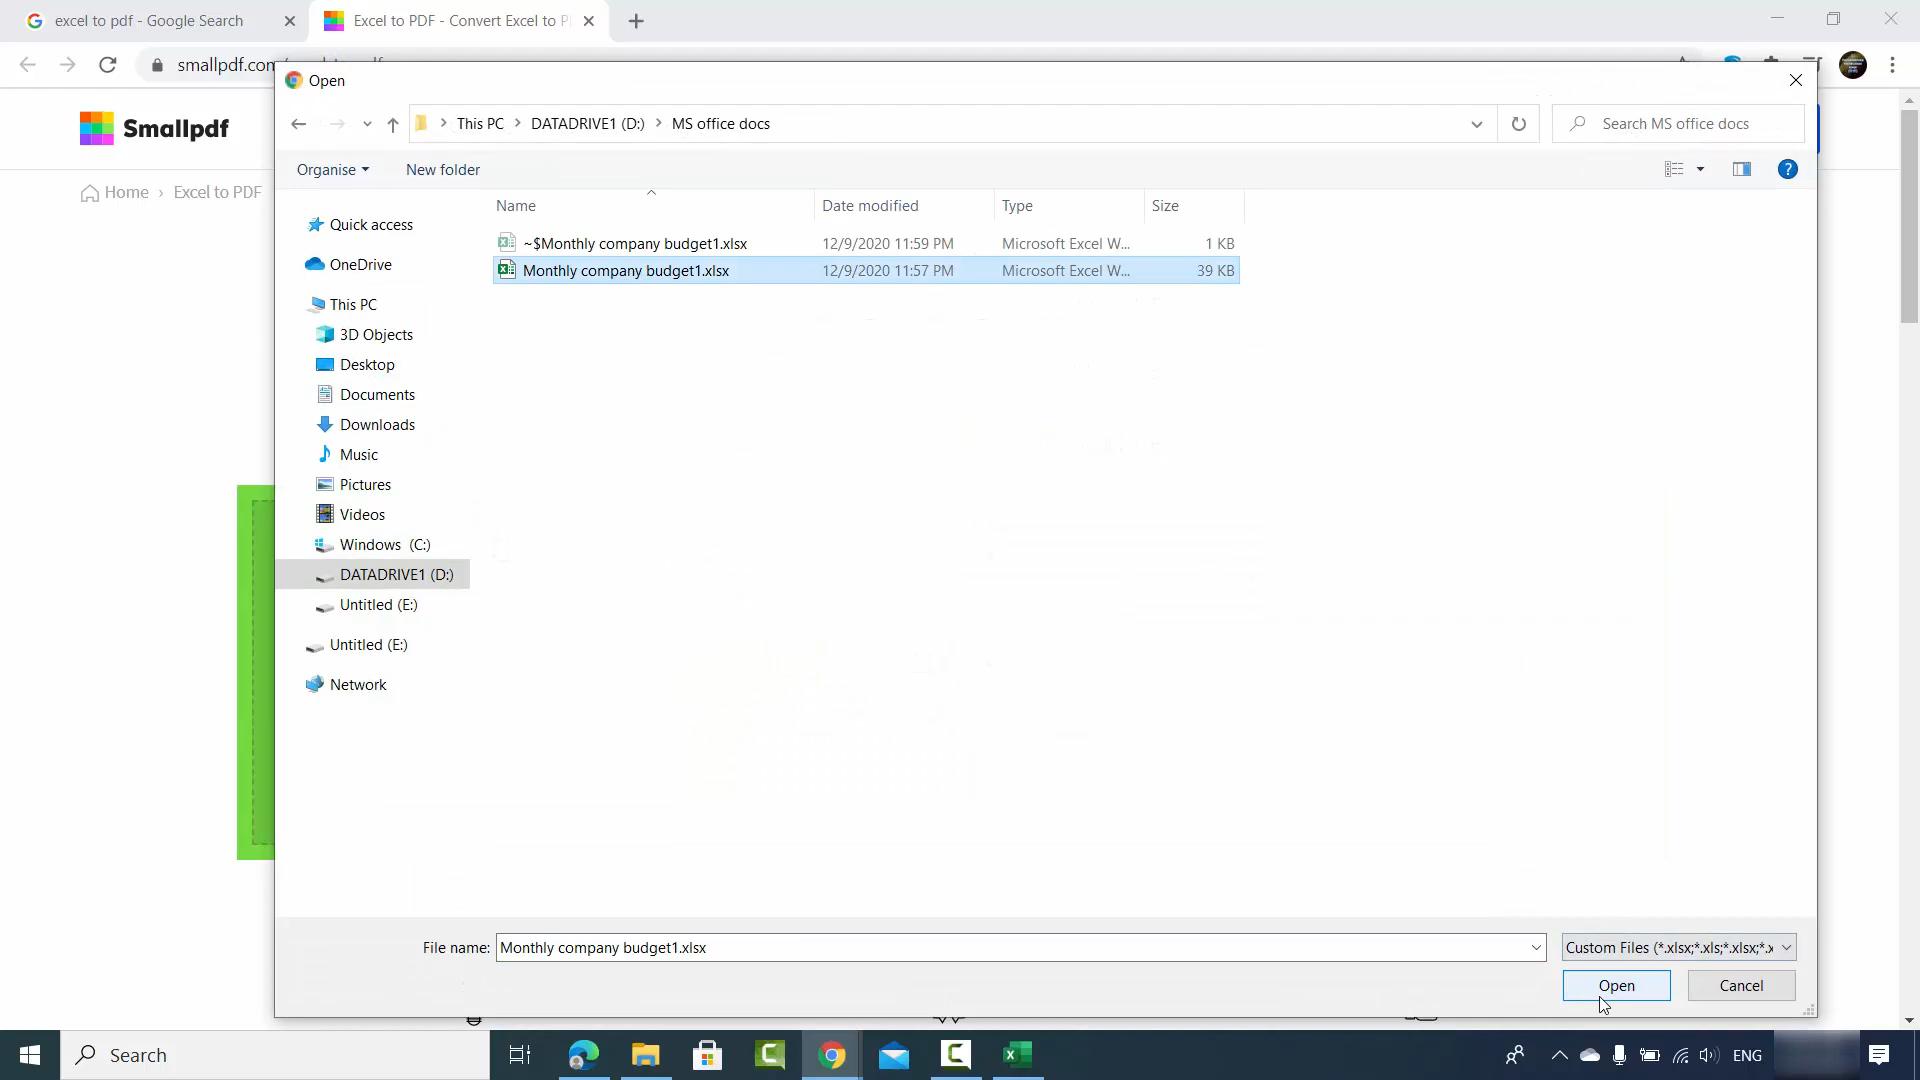 excel to pdf - Google Search
Excel to PDF - Convert Excel to P
smallpdf.com
Open
This PC
DATADRIVE1 (D:)
MS office docs
Search MS office docs
Smallpdf
Home › Excel to PDF
Organise
New folder
Name
Date modified
Type
Size
~$Monthly company budget1.xlsx
12/9/2020 11:59 PM
Microsoft Excel W...
1 KB
Monthly company budget1.xlsx
12/9/2020 11:57 PM
Microsoft Excel W...
39 KB
Quick access
OneDrive
This PC
3D Objects
Desktop
Documents
Downloads
Music
Pictures
Videos
Windows (C:)
DATADRIVE1 (D:)
Untitled (E:)
Untitled (E:)
Network
File name:
Monthly company budget1.xlsx
Custom Files (*.xlsx;*.xls;*.xlsx;*.x
Open
Cancel
Search
ENG